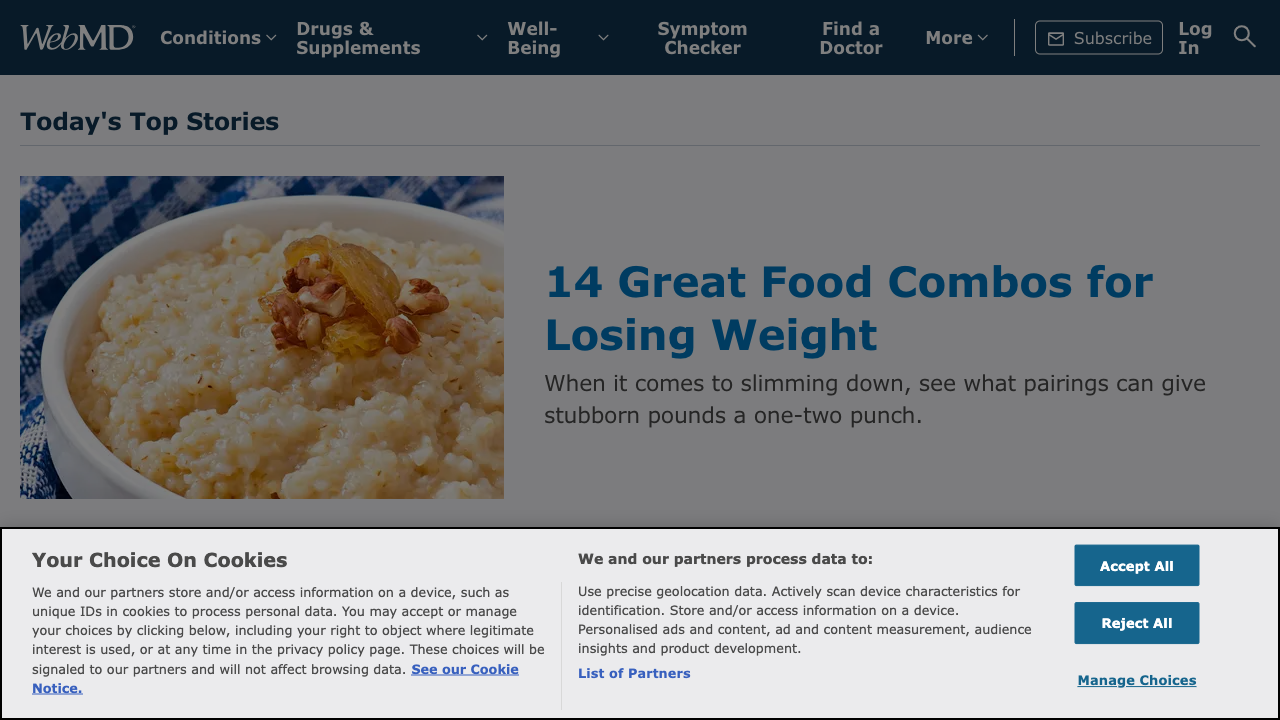 WebMD
Conditions
Drugs &
Supplements
Well-
Being
Symptom
Checker
Find a
Doctor
More
Subscribe
Log
In
Today's Top Stories
14 Great Food Combos for
Losing Weight
When it comes to slimming down, see what pairings can give
stubborn pounds a one-two punch.
Your Choice On Cookies
We and our partners store and/or access information on a device, such as
unique IDs in cookies to process personal data. You may accept or manage
your choices by clicking below, including your right to object where legitimate
interest is used, or at any time in the privacy policy page. These choices will be
signaled to our partners and will not affect browsing data. See our Cookie
Notice.
We and our partners process data to:
Use precise geolocation data. Actively scan device characteristics for
identification. Store and/or access information on a device.
Personalised ads and content, ad and content measurement, audience
insights and product development.
List of Partners
Accept All
Reject All
Manage Choices